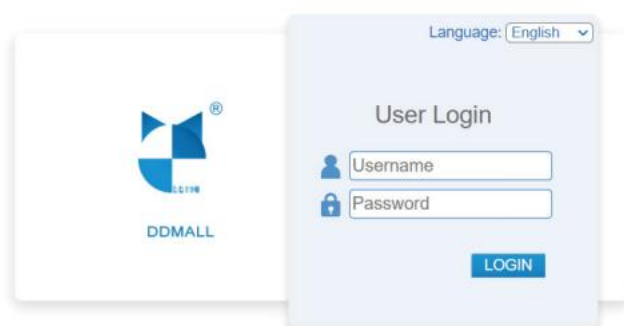 Language: English
®
User Login
Username
Password
DDMALL
LOGIN